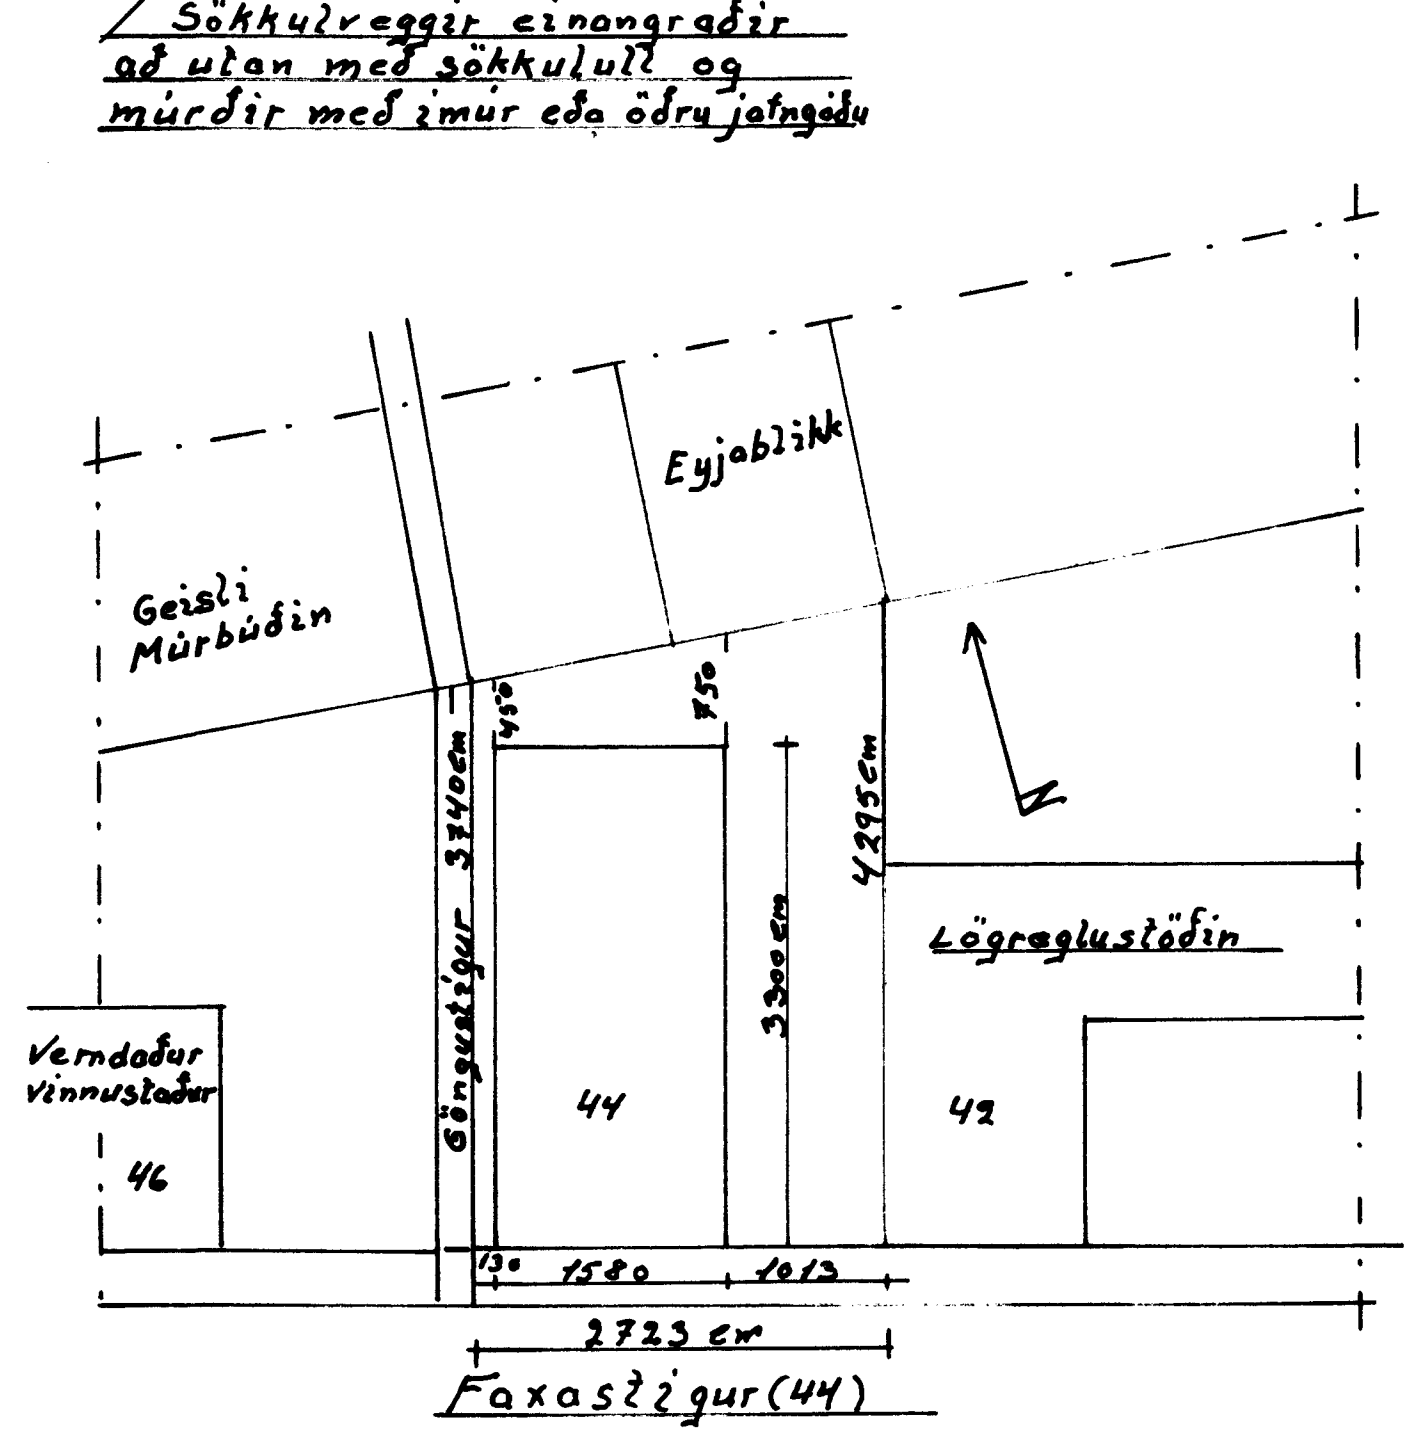 Sökkulveggir einangraðir
að utan með sökkulull og
múrðir með ímúr eða öðru jafngóðu
Eyjablikk
Geisli
Múrbúðin
450
750
3740cm
4295cm
N
3300cm
Göngustígur
Lögreglustöðin
Verndaður
vinnustaður
44
42
46
130
1580
1013
2723 cm
Faxastígur (44)